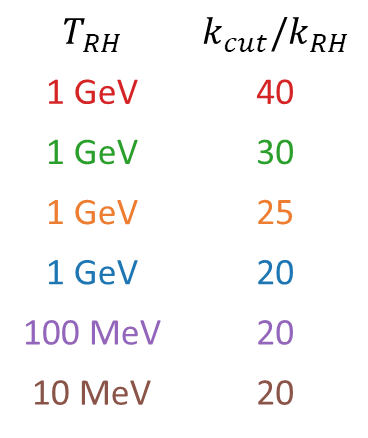 T_RH k_cut/k_RH
1 GeV 40
1 GeV 30
1 GeV 25
1 GeV 20
100 MeV 20
10 MeV 20